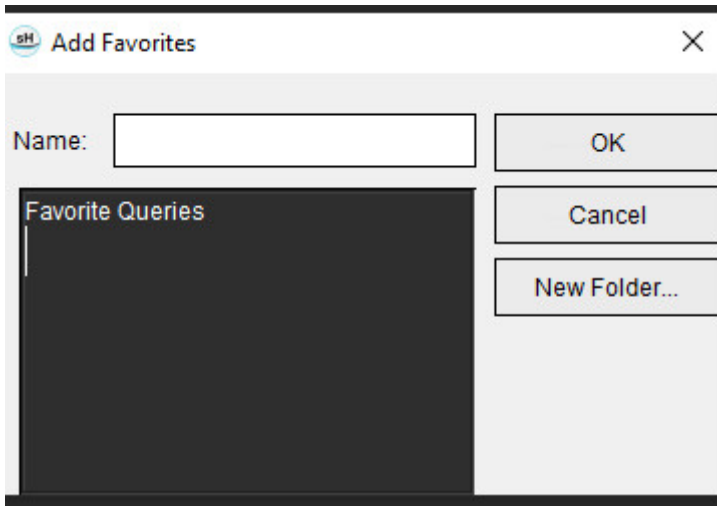 sH Add Favorites
Name:
OK
Favorite Queries
Cancel
New Folder...